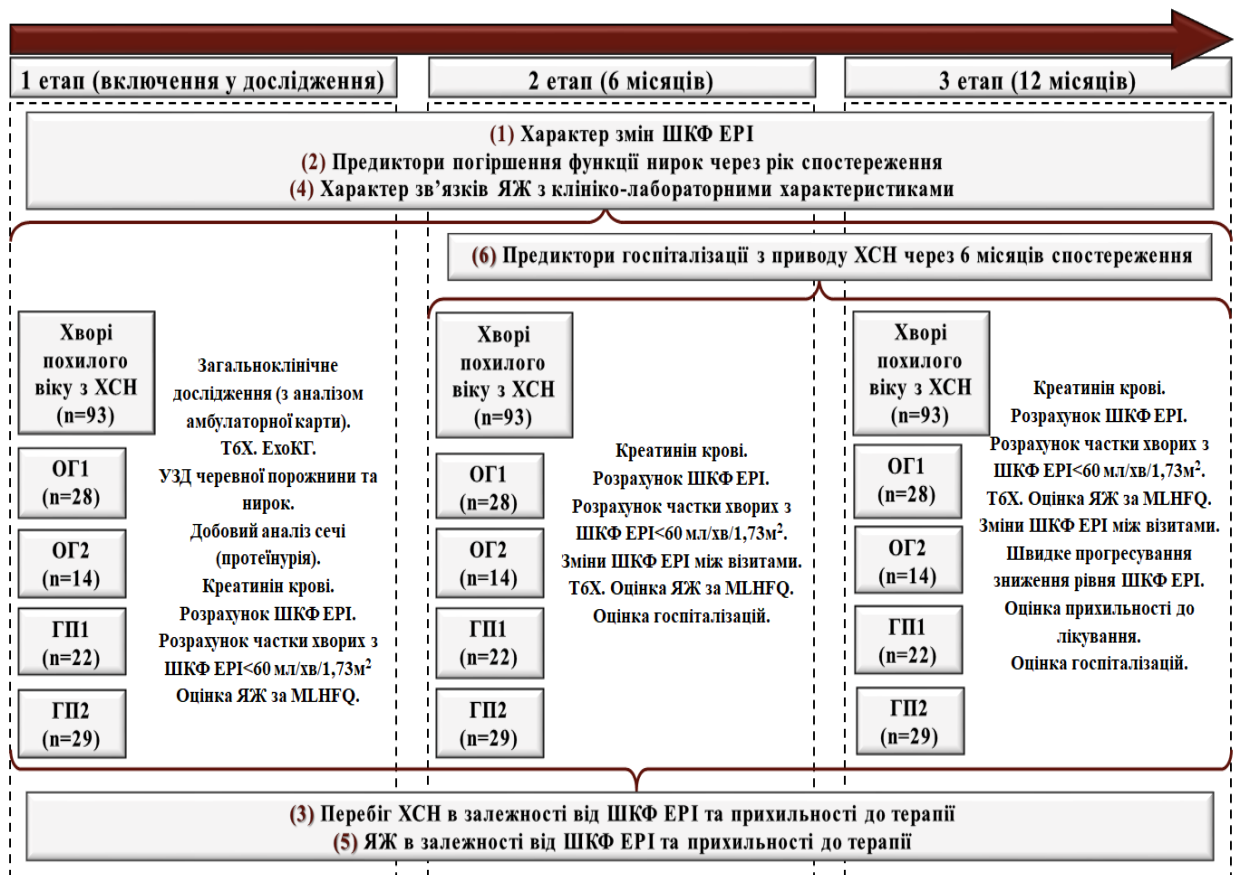 1 етап (включення у дослідження)
2 етап (6 місяців)
3 етап (12 місяців)
(1) Характер змін ШКФ EPI
(2) Предиктори погіршення функції нирок через рік спостереження
(4) Характер зв’язків ЯЖ з клініко-лабораторними характеристиками
(6) Предиктори госпіталізації з приводу ХСН через 6 місяців спостереження
Хворі
похилого
віку з ХСН
(n=93)
ОГ1
(n=28)
ОГ2
(n=14)
ГП1
(n=22)
ГП2
(n=29)
Загальноклінічне
дослідження (з аналізом
амбулаторної карти).
Т6Х. ЕхоКГ.
УЗД черевної порожнини та
нирок.
Добовий аналіз сечі
(протеїнурія).
Креатинін крові.
Розрахунок ШКФ EPI.
Розрахунок частки хворих з
ШКФ EPI<60 мл/хв/1,73м²
Оцінка ЯЖ за MLHFQ.
Хворі
похилого
віку з ХСН
(n=93)
ОГ1
(n=28)
ОГ2
(n=14)
ГП1
(n=22)
ГП2
(n=29)
Креатинін крові.
Розрахунок ШКФ EPI.
Розрахунок частки хворих з
ШКФ EPI<60 мл/хв/1,73м².
Зміни ШКФ EPI між візитами.
Т6Х. Оцінка ЯЖ за MLHFQ.
Оцінка госпіталізацій.
Хворі
похилого
віку з ХСН
(n=93)
ОГ1
(n=28)
ОГ2
(n=14)
ГП1
(n=22)
ГП2
(n=29)
Креатинін крові.
Розрахунок ШКФ EPI.
Розрахунок частки хворих з
ШКФ EPI<60 мл/хв/1,73м².
Т6Х. Оцінка ЯЖ за MLHFQ.
Зміни ШКФ EPI між візитами.
Швидке прогресування
зниження рівня ШКФ EPI.
Оцінка прихильності до
лікування.
Оцінка госпіталізацій.
(3) Перебіг ХСН в залежності від ШКФ EPI та прихильності до терапії
(5) ЯЖ в залежності від ШКФ EPI та прихильності до терапії